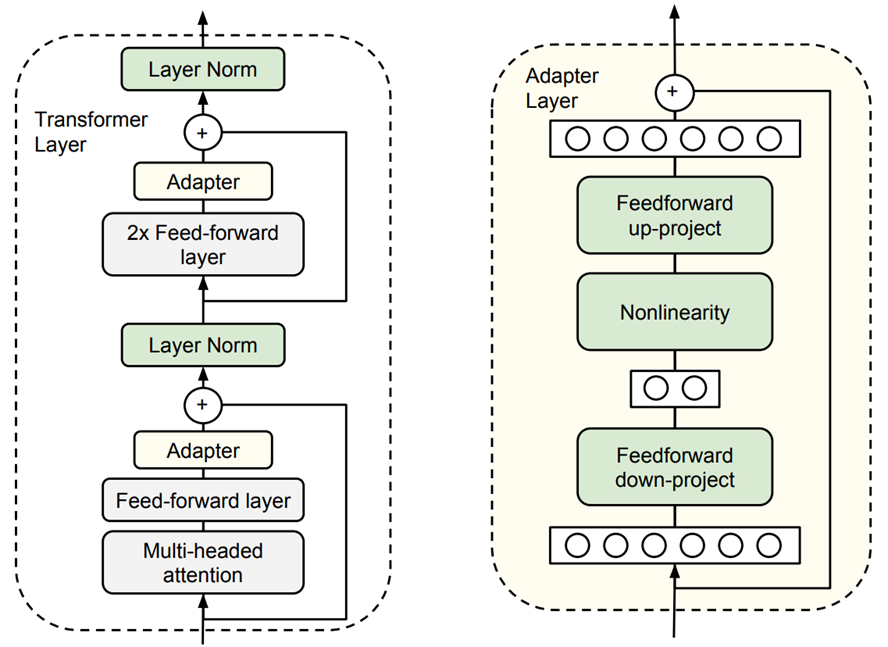 Layer Norm
Transformer
Layer
+
Adapter
2x Feed-forward
layer
Layer Norm
+
Adapter
Feed-forward layer
Multi-headed
attention
Adapter
Layer
+
Feedforward
up-project
Nonlinearity
Feedforward
down-project